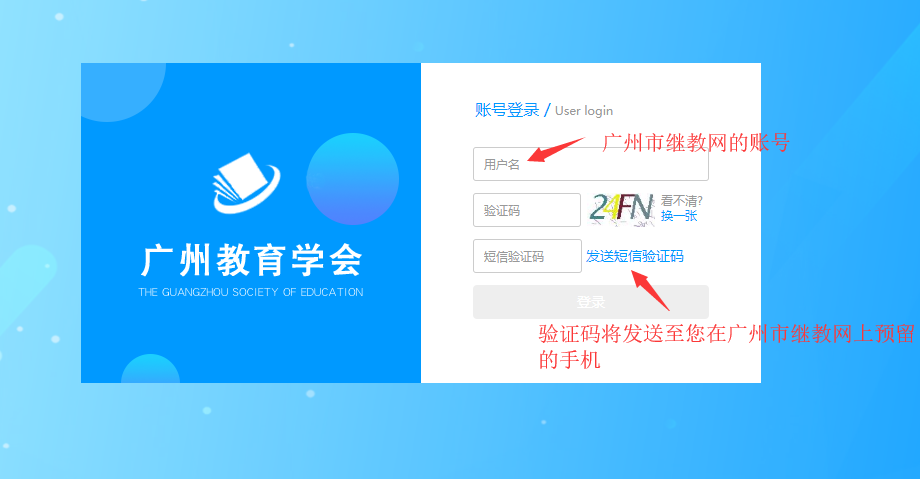 账号登录 / User login
广州市继教网的账号
用户名
验证码
24FN
看不清?
换一张
短信验证码
发送短信验证码
登录
验证码将发送至您在广州市继教网上预留
的手机
广州教育学会
THE GUANGZHOU SOCIETY OF EDUCATION